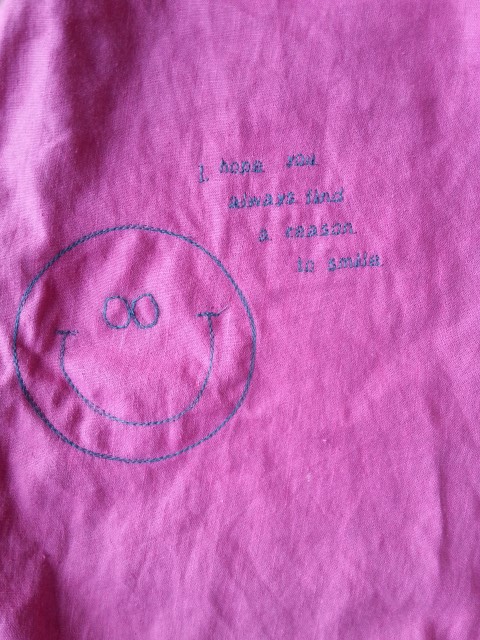 I hope you
always find
a reason
to smile